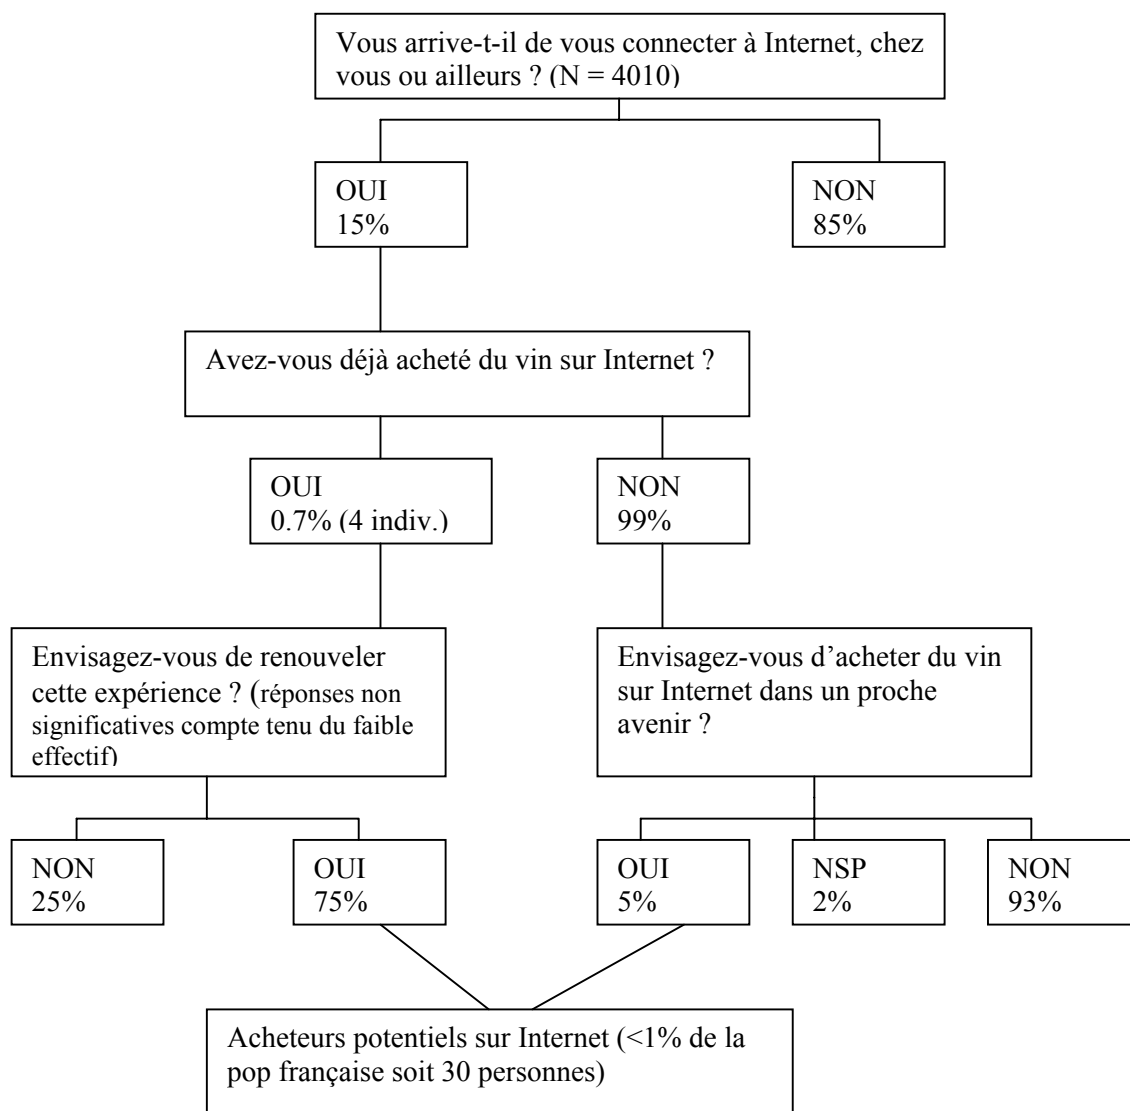 Vous arrive-t-il de vous connecter à Internet, chez
vous ou ailleurs ? (N = 4010)
OUI
15%
NON
85%
Avez-vous déjà acheté du vin sur Internet ?
OUI
0.7% (4 indiv.)
NON
99%
Envisagez-vous de renouveler
cette expérience ? (réponses non
significatives compte tenu du faible
effectif)
Envisagez-vous d’acheter du vin
sur Internet dans un proche
avenir ?
NON
25%
OUI
75%
OUI
5%
NSP
2%
NON
93%
Acheteurs potentiels sur Internet (<1% de la
pop française soit 30 personnes)